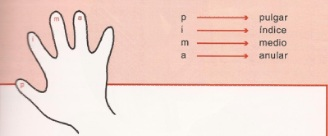 m a
i
p
p → pulgar
i → índice
m → medio
a → anular